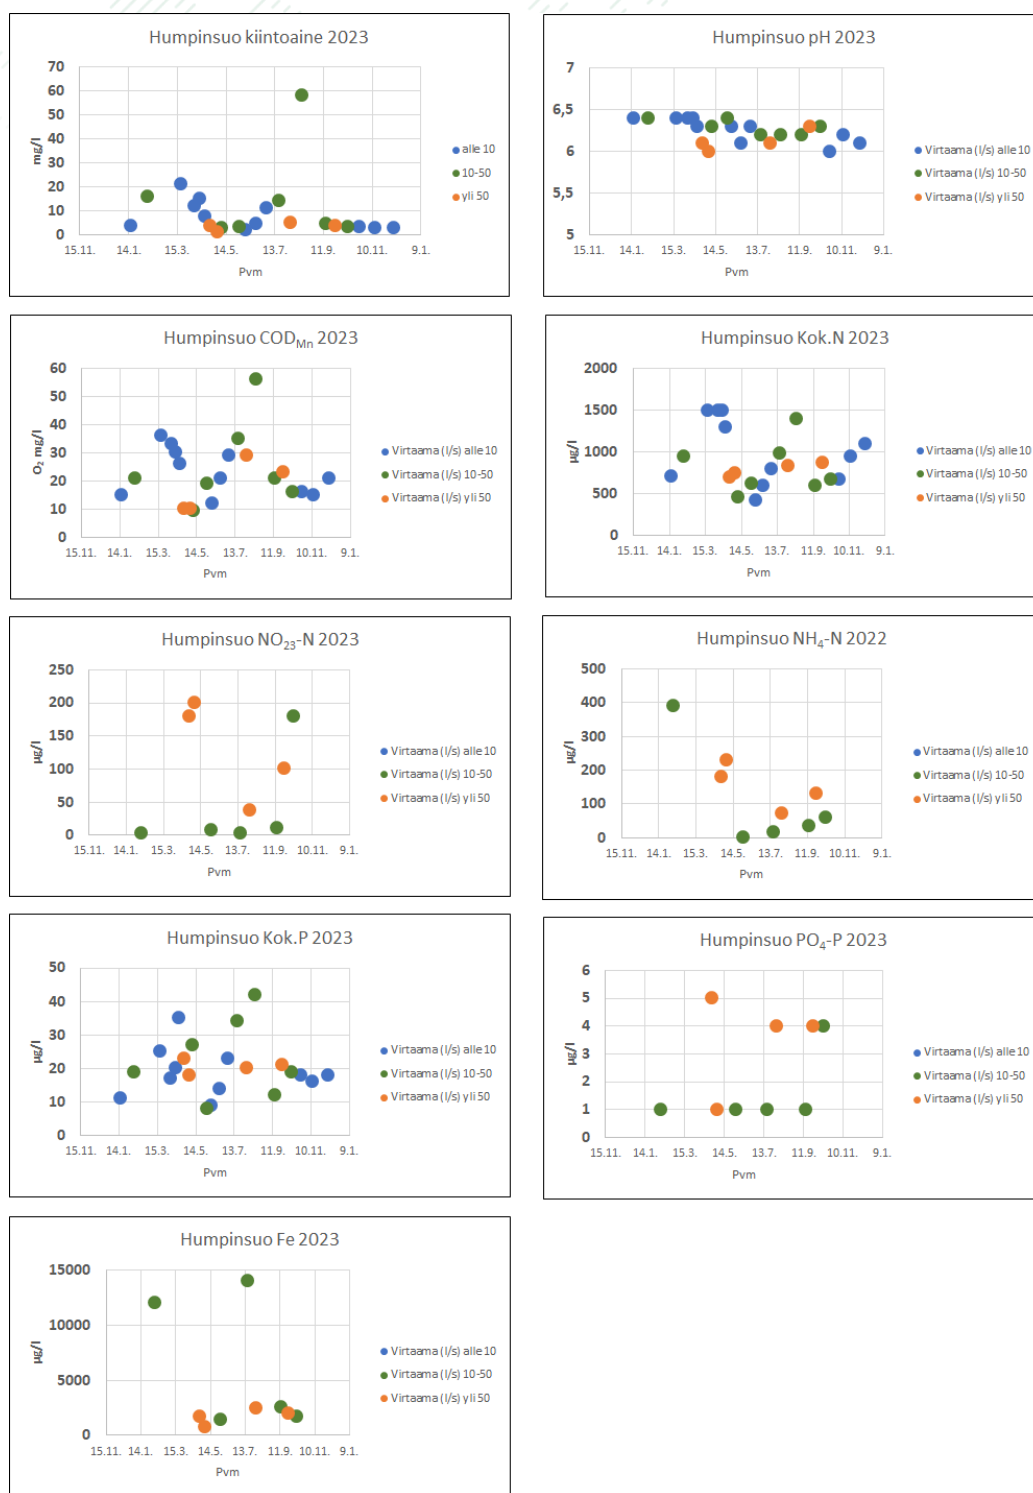 Humpinsuo kiintoaine 2023
70
60
50
40
30
20
10
0
mg/l
15.11. 14.1. 15.3. 14.5. 13.7. 11.9. 10.11. 9.1.
Pvm
alle 10
10-50
yli 50
Humpinsuo pH 2023
7
6,5
6
5,5
5
15.11. 14.1. 15.3. 14.5. 13.7. 11.9. 10.11. 9.1.
Pvm
Virtaama (l/s) alle 10
Virtaama (l/s) 10-50
Virtaama (l/s) yli 50
Humpinsuo COD_Mn 2023
60
50
40
30
20
10
0
O₂ mg/l
15.11. 14.1. 15.3. 14.5. 13.7. 11.9. 10.11. 9.1.
Pvm
Virtaama (l/s) alle 10
Virtaama (l/s) 10-50
Virtaama (l/s) yli 50
Humpinsuo Kok.N 2023
2000
1500
1000
500
0
µg/l
15.11. 14.1. 15.3. 14.5. 13.7. 11.9. 10.11. 9.1.
Pvm
Virtaama (l/s) alle 10
Virtaama (l/s) 10-50
Virtaama (l/s) yli 50
Humpinsuo NO₂₃-N 2023
250
200
150
100
50
0
µg/l
15.11. 14.1. 15.3. 14.5. 13.7. 11.9. 10.11. 9.1.
Pvm
Virtaama (l/s) alle 10
Virtaama (l/s) 10-50
Virtaama (l/s) yli 50
Humpinsuo NH₄-N 2022
500
400
300
200
100
0
µg/l
15.11. 14.1. 15.3. 14.5. 13.7. 11.9. 10.11. 9.1.
Pvm
Virtaama (l/s) alle 10
Virtaama (l/s) 10-50
Virtaama (l/s) yli 50
Humpinsuo Kok.P 2023
50
40
30
20
10
0
µg/l
15.11. 14.1. 15.3. 14.5. 13.7. 11.9. 10.11. 9.1.
Pvm
Virtaama (l/s) alle 10
Virtaama (l/s) 10-50
Virtaama (l/s) yli 50
Humpinsuo PO₄-P 2023
6
5
4
3
2
1
0
µg/l
15.11. 14.1. 15.3. 14.5. 13.7. 11.9. 10.11. 9.1.
Pvm
Virtaama (l/s) alle 10
Virtaama (l/s) 10-50
Virtaama (l/s) yli 50
Humpinsuo Fe 2023
15000
10000
5000
0
µg/l
15.11. 14.1. 15.3. 14.5. 13.7. 11.9. 10.11. 9.1.
Pvm
Virtaama (l/s) alle 10
Virtaama (l/s) 10-50
Virtaama (l/s) yli 50